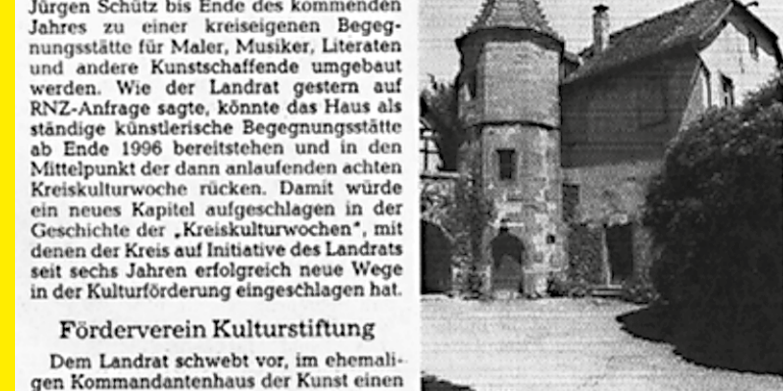 Jürgen Schütz bis Ende des kommenden
Jahres zu einer kreiseigenen Begeg-
nungsstätte für Maler, Musiker, Literaten
und andere Kunstschaffende umgebaut
werden. Wie der Landrat gestern auf
RNZ-Anfrage sagte, könnte das Haus als
ständige künstlerische Begegnungsstätte
ab Ende 1996 bereitstehen und in den
Mittelpunkt der dann anlaufenden achten
Kreiskulturwoche rücken. Damit würde
ein neues Kapitel aufgeschlagen in der
Geschichte der „Kreiskulturwochen“, mit
denen der Kreis auf Initiative des Landrats
seit sechs Jahren erfolgreich neue Wege
in der Kulturförderung eingeschlagen hat.
Förderverein Kulturstiftung
Dem Landrat schwebt vor, im ehemali-
gen Kommandantenhaus der Kunst einen